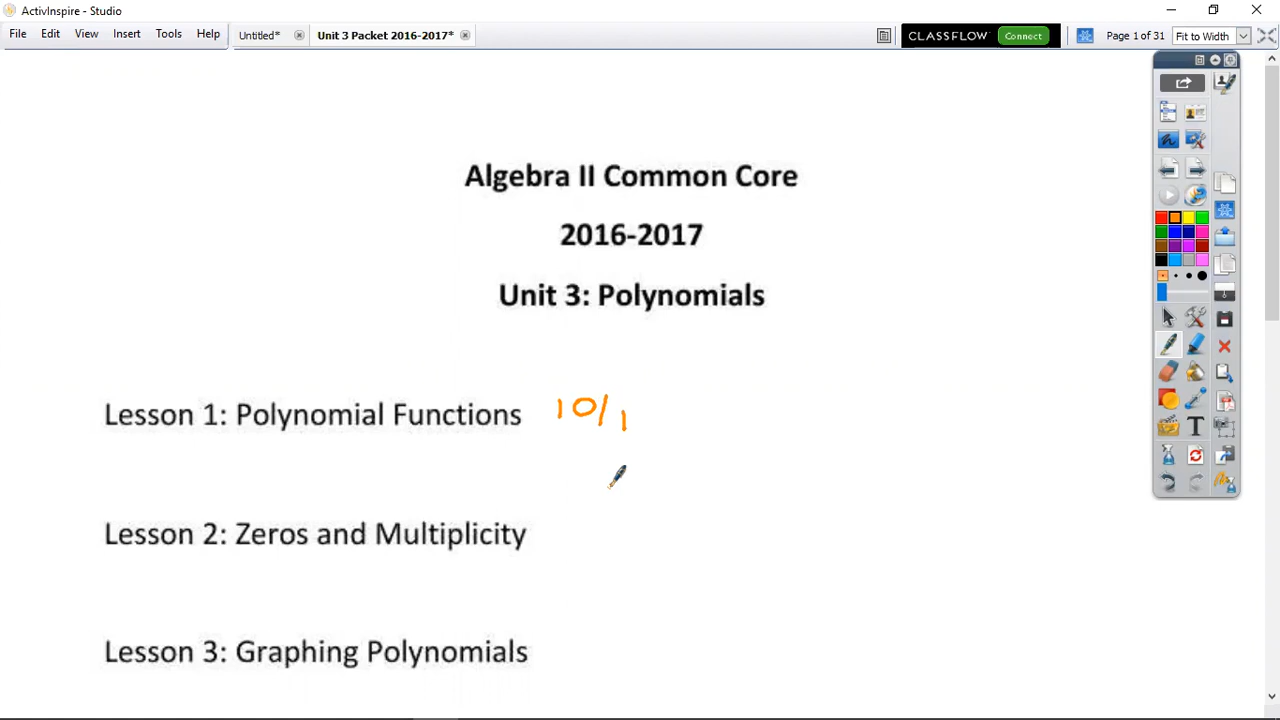 ActivInspire - Studio
File Edit View Insert Tools Help Untitled* Unit 3 Packet 2016-2017* CLASSFLOW Connect Page 1 of 31 Fit to Width
Algebra II Common Core
2016-2017
Unit 3: Polynomials
Lesson 1: Polynomial Functions 10/1
Lesson 2: Zeros and Multiplicity
Lesson 3: Graphing Polynomials